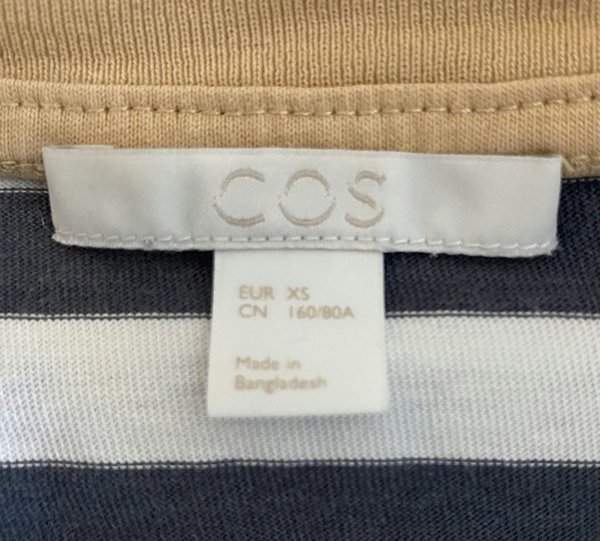 COS
EUR XS
CN 160/80A
Made in
Bangladesh